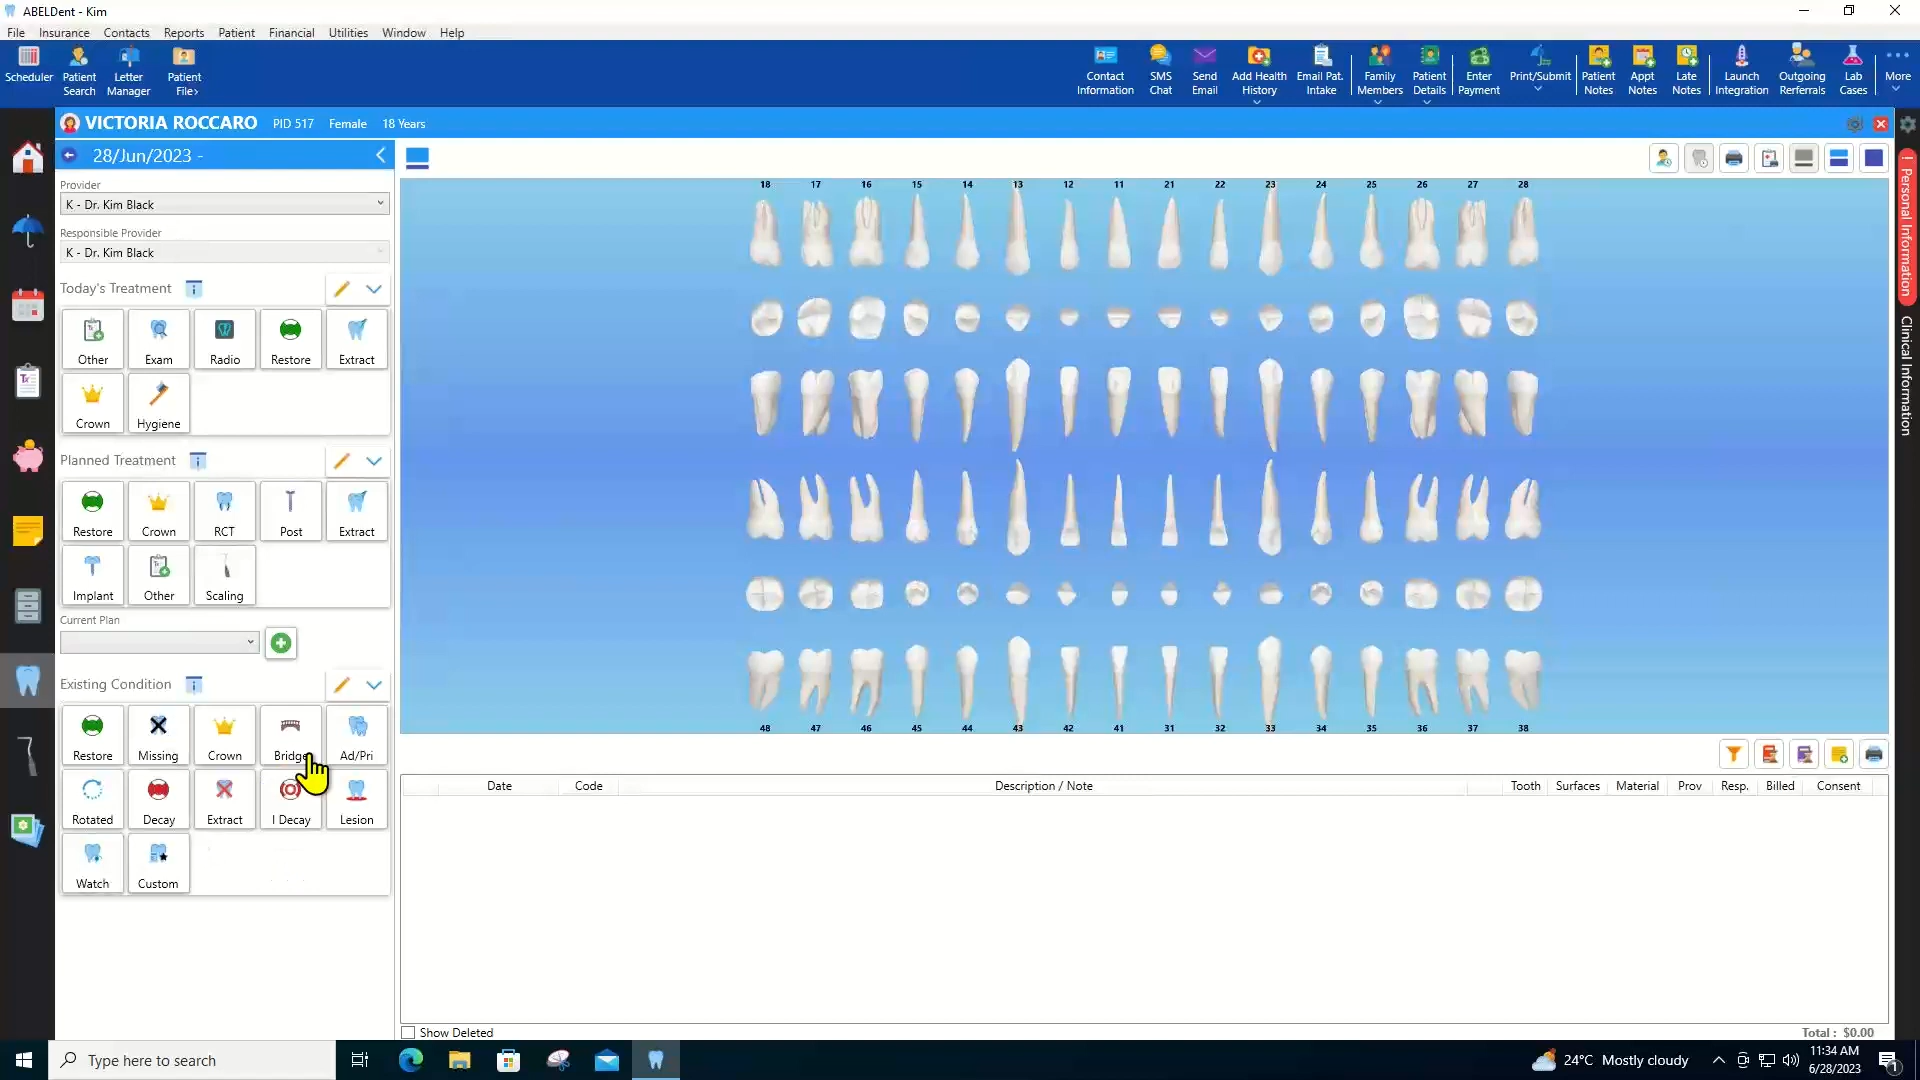 ABELDent - Kim
File Insurance Contacts Reports Patient Financial Utilities Window Help
Scheduler
Patient Search
Letter Manager
Patient File>
Contact Information
SMS Chat
Send Email
Add Health History
Email Pat. Intake
Family Members
Patient Details
Enter Payment
Print/Submit
Patient Notes
Appt Notes
Late Notes
Launch Integration
Outgoing Rerferrals
Lab Cases
More
VICTORIA ROCCARO PID 517 Female 18 Years
28/Jun/2023 -
Provider
K - Dr. Kim Black
Responsible Provider
K - Dr. Kim Black
Today's Treatment
Other Exam Radio Restore Extract
Crown Hygiene
Planned Treatment
Restore Crown RCT Post Extract
Implant Other Scaling
Current Plan
Existing Condition
Restore Missing Crown Bridge Ad/Pri
Rotated Decay Extract I Decay Lesion
Watch Custom
18 17 16 15 14 13 12 11 21 22 23 24 25 26 27 28
48 47 46 45 44 43 42 41 31 32 33 34 35 36 37 38
Date Code Description / Note Tooth Surfaces Material Prov Resp. Billed Consent
Show Deleted
Total : $0.00
! Personal Information
Clinical Information
Type here to search
24°C Mostly cloudy
11:34 AM
6/28/2023
1